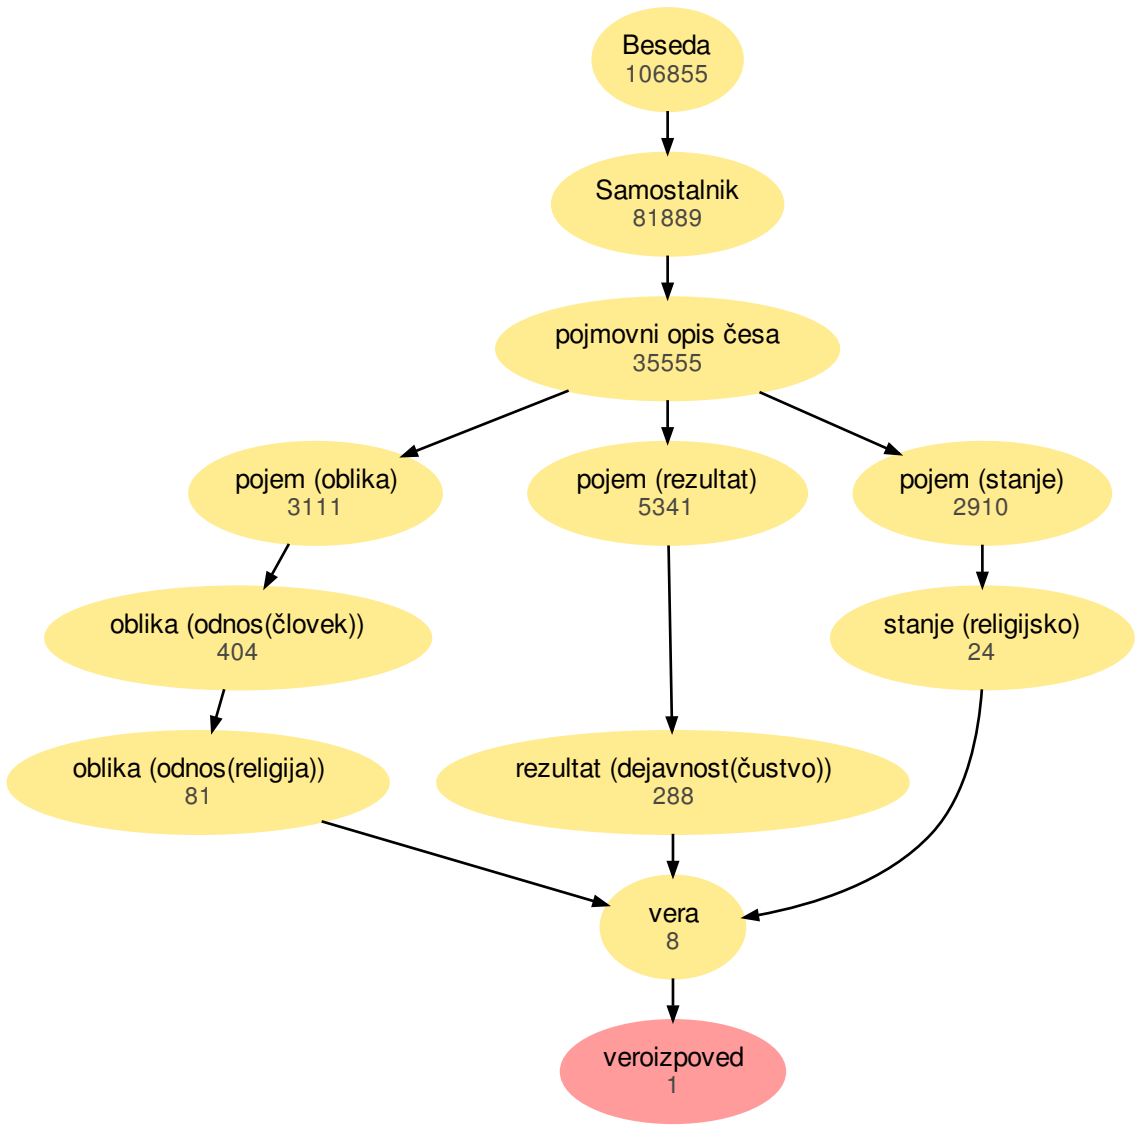 Beseda
106855
Samostalnik
81889
pojmovni opis česa
35555
pojem (oblika)
3111
pojem (rezultat)
5341
pojem (stanje)
2910
oblika (odnos(človek))
404
stanje (religijsko)
24
oblika (odnos(religija))
81
rezultat (dejavnost(čustvo))
288
vera
8
veroizpoved
1